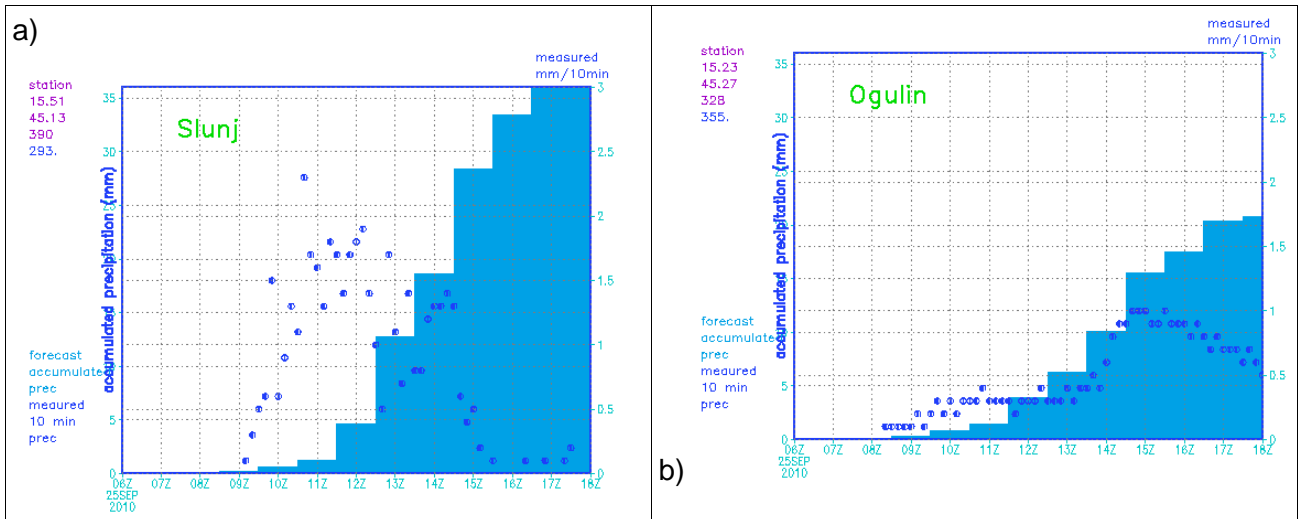 a)
measured
mm/10min
station
15.51
45.13
390
293.
Slunj
accumulated precipitation (mm)
35
30
25
20
15
10
5
0
3
2.5
2
1.5
1
0.5
0
forecast
accumulated
prec
meaured
10 min
prec
06Z 07Z 08Z 09Z 10Z 11Z 12Z 13Z 14Z 15Z 16Z 17Z 18Z
25SEP
2010
b)
measured
mm/10min
station
15.23
45.27
328
355.
Ogulin
accumulated precipitation (mm)
35
30
25
20
15
10
5
0
3
2.5
2
1.5
1
0.5
0
forecast
accumulated
prec
meaured
10 min
prec
06Z 07Z 08Z 09Z 10Z 11Z 12Z 13Z 14Z 15Z 16Z 17Z 18Z
25SEP
2010